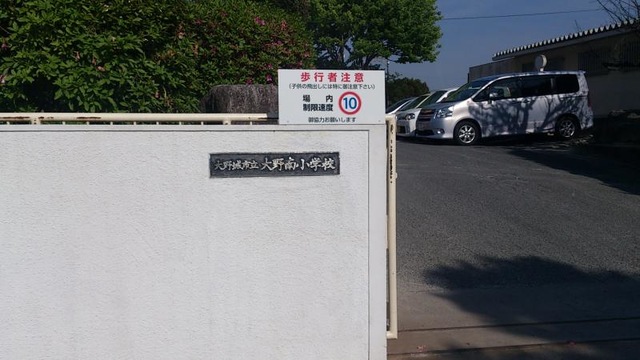 歩行者注意
(子供の飛出しには特に御注意下さい)
場内
制限速度
10
御協力お願いします
大野城市立大野南小学校